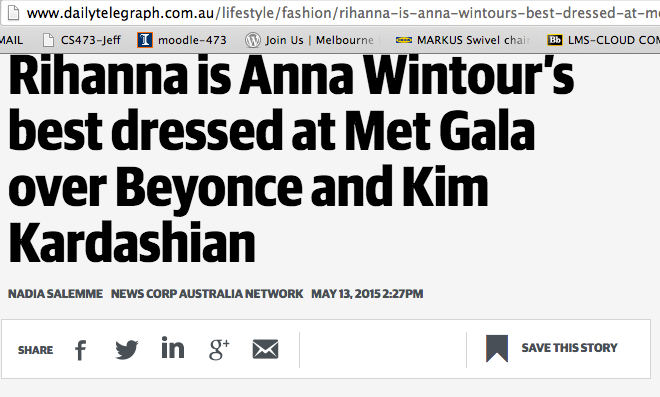 www.dailytelegraph.com.au/lifestyle/fashion/rihanna-is-anna-wintours-best-dressed-at-m
MAIL CS473-Jeff moodle-473 Join Us | Melbourne MARKUS Swivel chair Bb LMS-CLOUD COM
Rihanna is Anna Wintour’s
best dressed at Met Gala
over Beyonce and Kim
Kardashian
NADIA SALEMME NEWS CORP AUSTRALIA NETWORK MAY 13, 2015 2:27PM
SHARE f in g+ SAVE THIS STORY